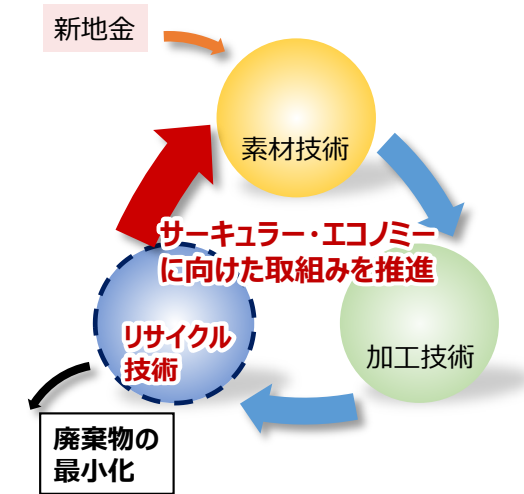 新地金
素材技術
サーキュラー・エコノミー
に向けた取組みを推進
リサイクル
技術
加工技術
廃棄物の
最小化